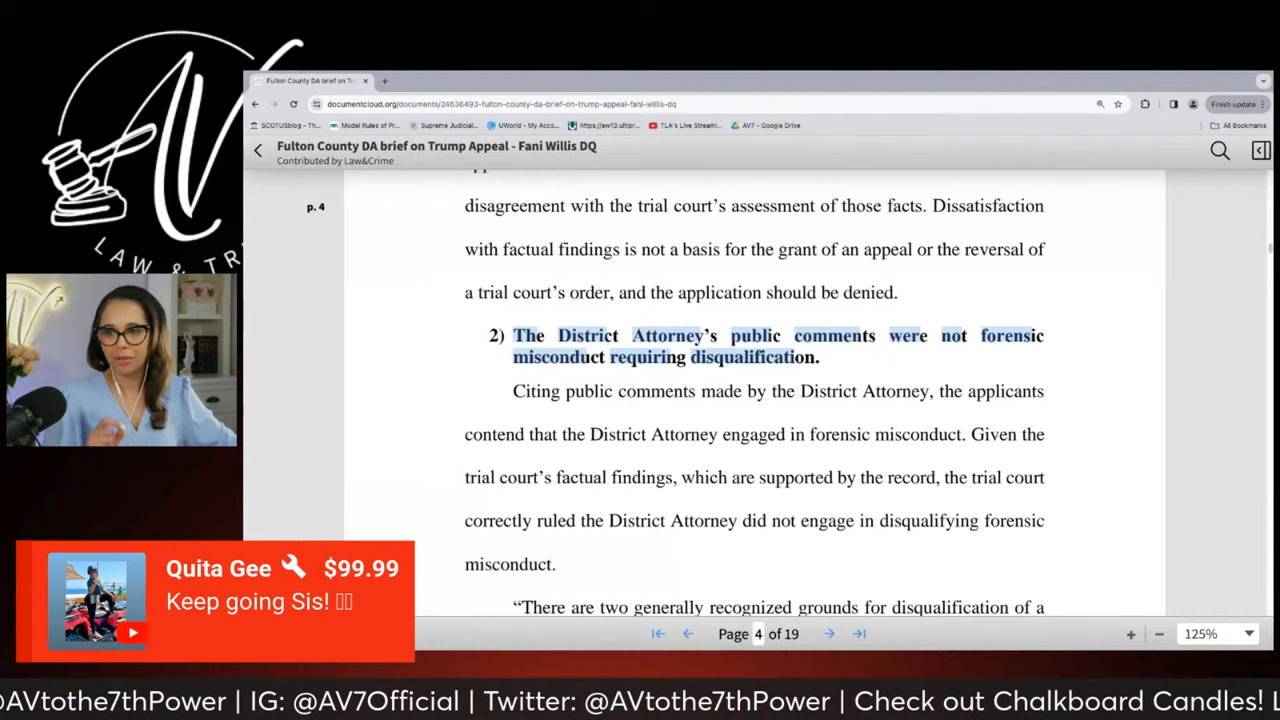 AV
LAW & TR
Fulton County DA brief on Tr
documentcloud.org/documents/24536493-fulton-county-da-brief-on-trump-appeal-fani-willis-dq
Finish update
SCOTUSblog - Th...
Model Rules of Pr...
Supreme Judicial...
UWorld - My Acco...
https://ew13.ultipr...
TLA's Live Streami...
AV7 - Google Drive
All Bookmarks
Fulton County DA brief on Trump Appeal - Fani Willis DQ
Contributed by Law&Crime
p. 4
disagreement with the trial court's assessment of those facts. Dissatisfaction
with factual findings is not a basis for the grant of an appeal or the reversal of
a trial court's order, and the application should be denied.
2) The District Attorney's public comments were not forensic
misconduct requiring disqualification.
Citing public comments made by the District Attorney, the applicants
contend that the District Attorney engaged in forensic misconduct. Given the
trial court's factual findings, which are supported by the record, the trial court
correctly ruled the District Attorney did not engage in disqualifying forensic
misconduct.
“There are two generally recognized grounds for disqualification of a
Page 4 of 19
125%
Quita Gee $99.99
Keep going Sis!
@AVtothe7thPower | IG: @AV7Official | Twitter: @AVtothe7thPower | Check out Chalkboard Candles! L